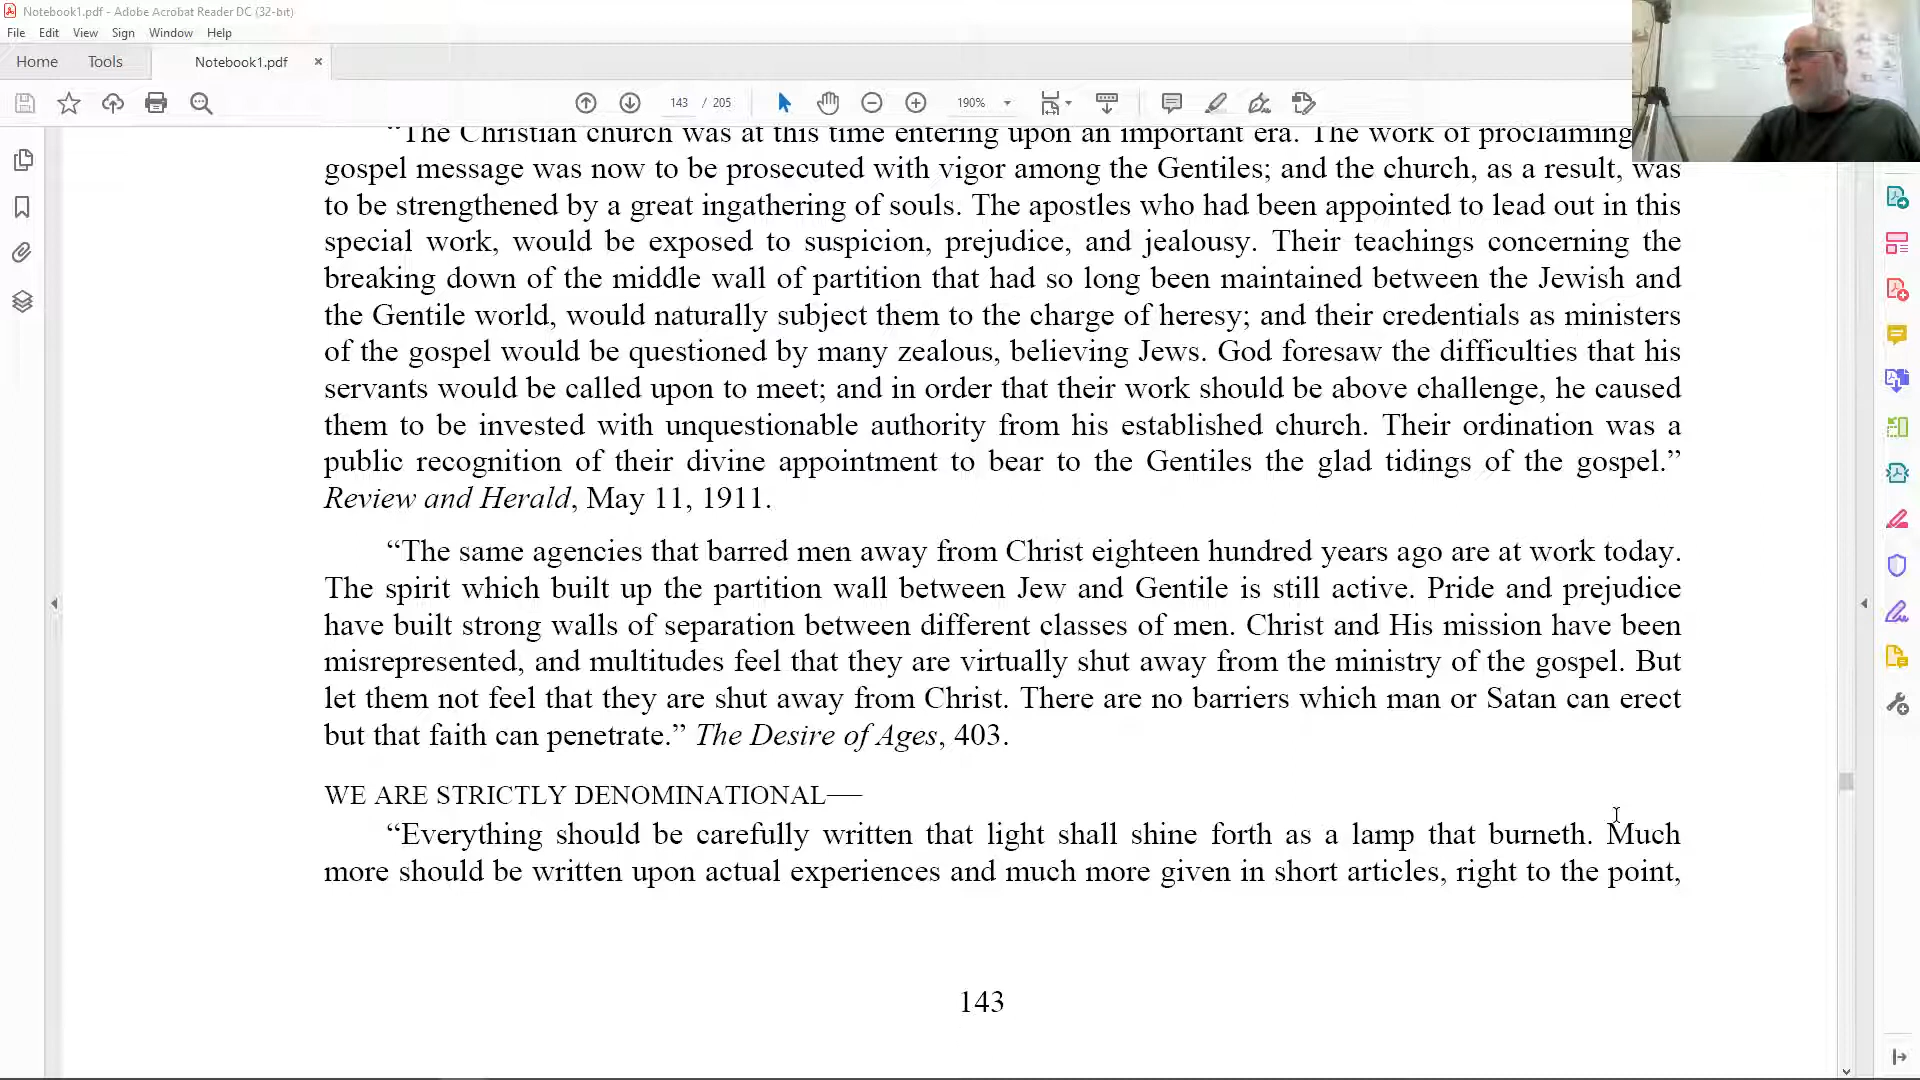 Notebook1.pdf - Adobe Acrobat Reader DC (32-bit)
File Edit View Sign Window Help
Home Tools Notebook1.pdf ×
143 / 205 190%
“The Christian church was at this time entering upon an important era. The work of proclaiming
gospel message was now to be prosecuted with vigor among the Gentiles; and the church, as a result, was
to be strengthened by a great ingathering of souls. The apostles who had been appointed to lead out in this
special work, would be exposed to suspicion, prejudice, and jealousy. Their teachings concerning the
breaking down of the middle wall of partition that had so long been maintained between the Jewish and
the Gentile world, would naturally subject them to the charge of heresy; and their credentials as ministers
of the gospel would be questioned by many zealous, believing Jews. God foresaw the difficulties that his
servants would be called upon to meet; and in order that their work should be above challenge, he caused
them to be invested with unquestionable authority from his established church. Their ordination was a
public recognition of their divine appointment to bear to the Gentiles the glad tidings of the gospel.”
Review and Herald, May 11, 1911.
“The same agencies that barred men away from Christ eighteen hundred years ago are at work today.
The spirit which built up the partition wall between Jew and Gentile is still active. Pride and prejudice
have built strong walls of separation between different classes of men. Christ and His mission have been
misrepresented, and multitudes feel that they are virtually shut away from the ministry of the gospel. But
let them not feel that they are shut away from Christ. There are no barriers which man or Satan can erect
but that faith can penetrate.” The Desire of Ages, 403.
WE ARE STRICTLY DENOMINATIONAL—
“Everything should be carefully written that light shall shine forth as a lamp that burneth. Much
more should be written upon actual experiences and much more given in short articles, right to the point,
143